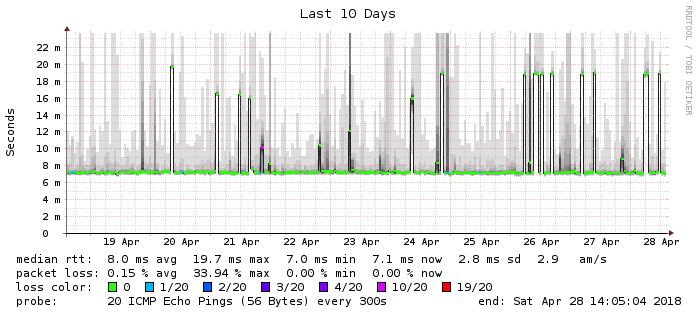 Last 10 Days
RRDTOOL / TOBI OETIKER
Seconds
22 m
20 m
18 m
16 m
14 m
12 m
10 m
8 m
6 m
4 m
2 m
0
19 Apr 20 Apr 21 Apr 22 Apr 23 Apr 24 Apr 25 Apr 26 Apr 27 Apr 28 Apr
median rtt: 8.0 ms avg 19.7 ms max 7.0 ms min 7.1 ms now 2.8 ms sd 2.9 am/s
packet loss: 0.15 % avg 33.94 % max 0.00 % min 0.00 % now
loss color: 0 1/20 2/20 3/20 4/20 10/20 19/20
probe: 20 ICMP Echo Pings (56 Bytes) every 300s end: Sat Apr 28 14:05:04 2018